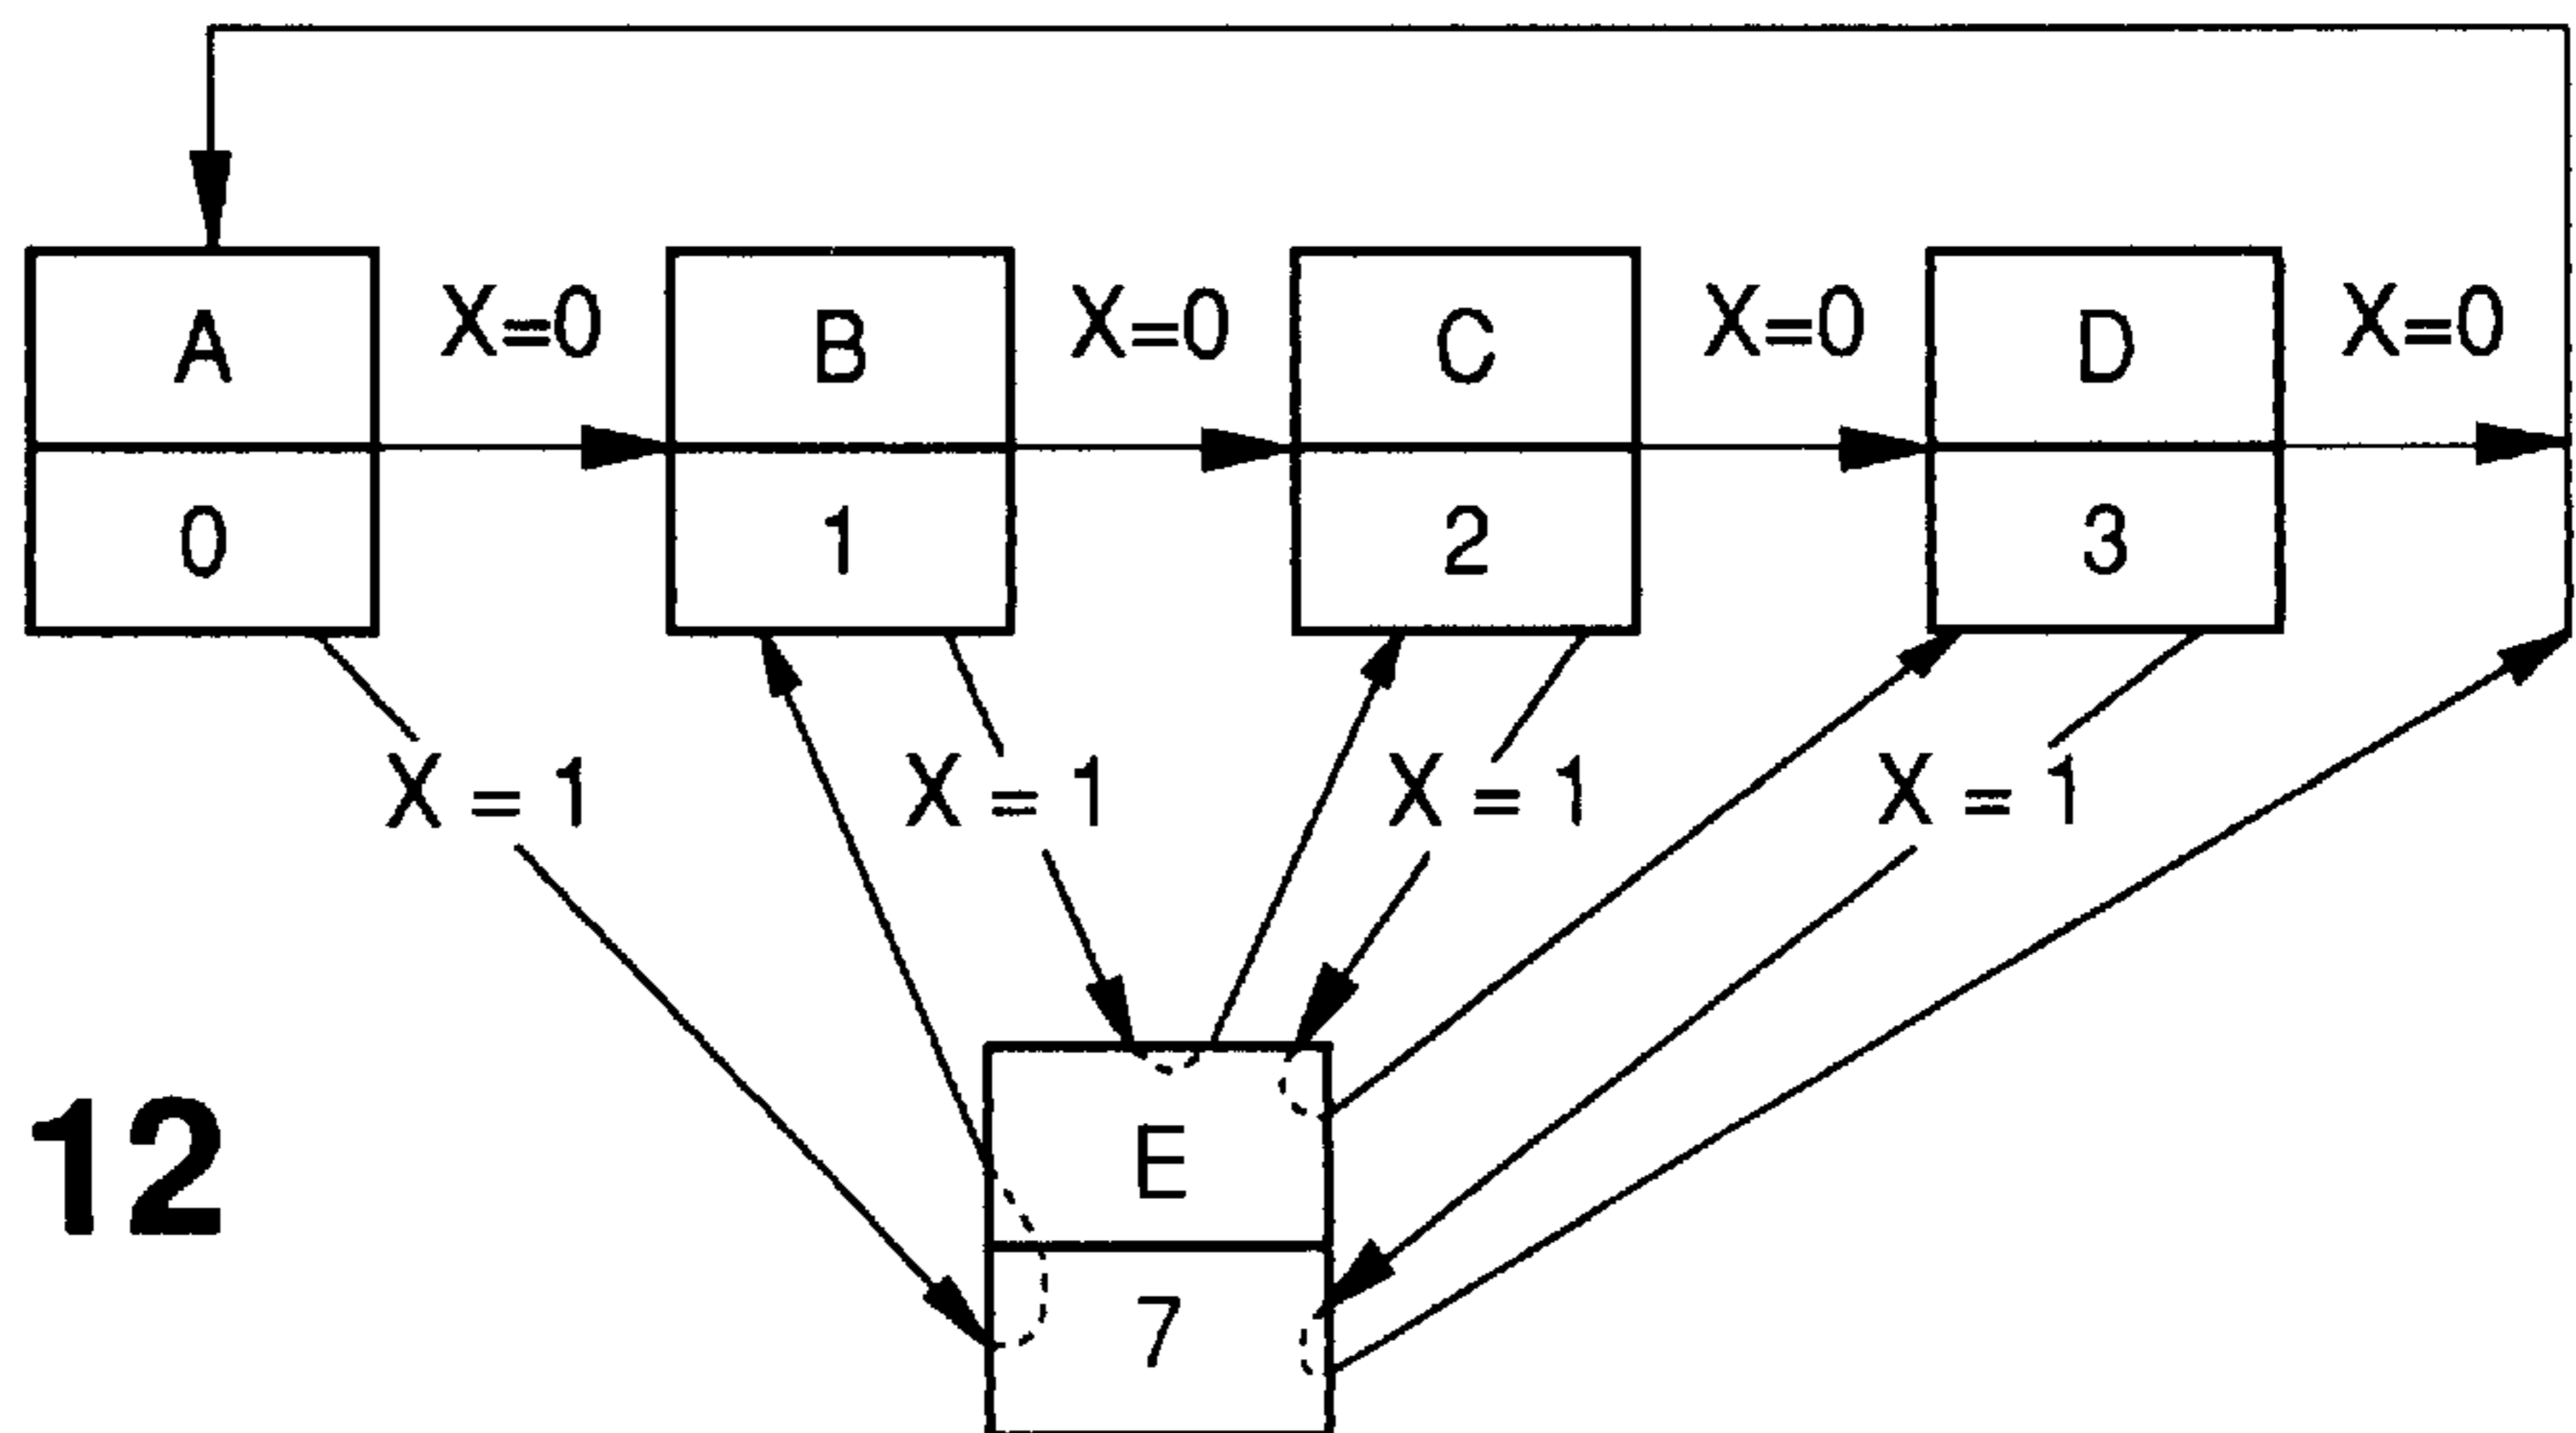 X=0 X=0 X=0 X=0
A B C D
0 1 2 3
X = 1 X = 1 X = 1 X = 1
E
12
7